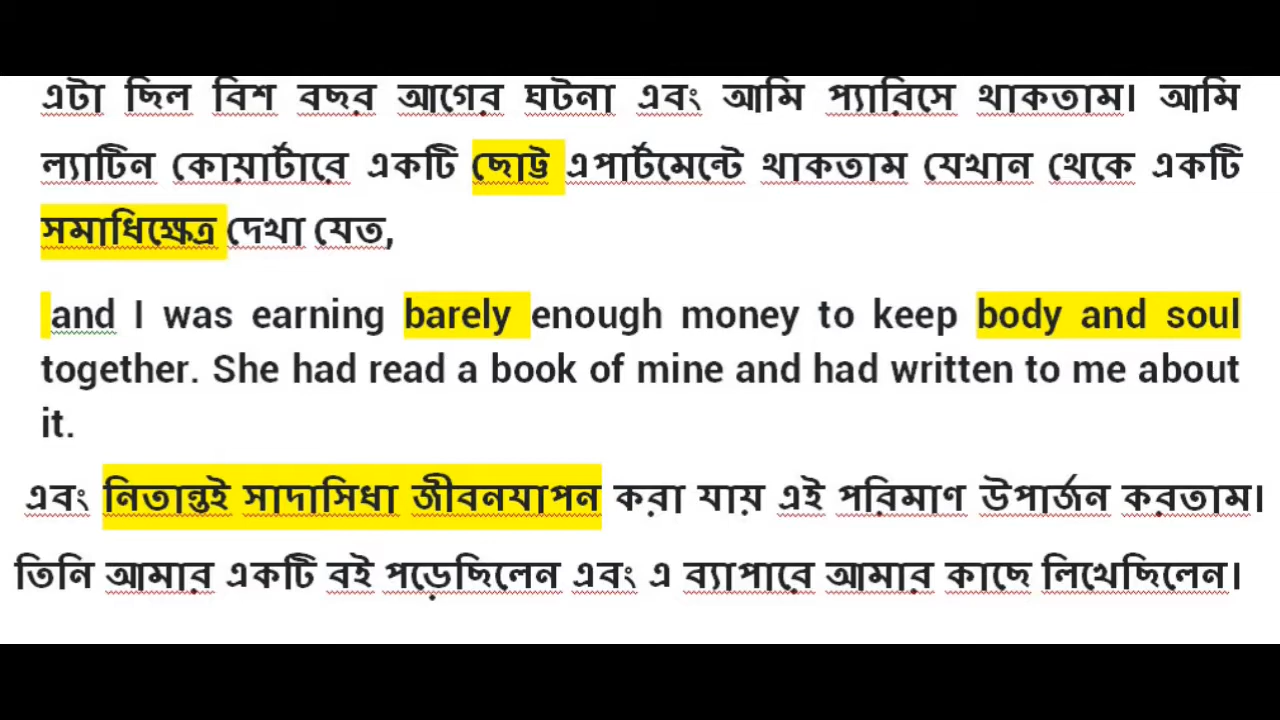 এটা ছিল বিশ বছর আগের ঘটনা এবং আমি প্যারিসে থাকতাম। আমি
ল্যাটিন কোয়ার্টারে একটি ছোট্ট এপার্টমেন্টে থাকতাম যেখান থেকে একটি
সমাধিক্ষেত্র দেখা যেত,
and I was earning barely enough money to keep body and soul
together. She had read a book of mine and had written to me about
it.
এবং নিতান্তই সাদাসিধা জীবনযাপন করা যায় এই পরিমাণ উপার্জন করতাম।
তিনি আমার একটি বই পড়েছিলেন এবং এ ব্যাপারে আমার কাছে লিখেছিলেন।